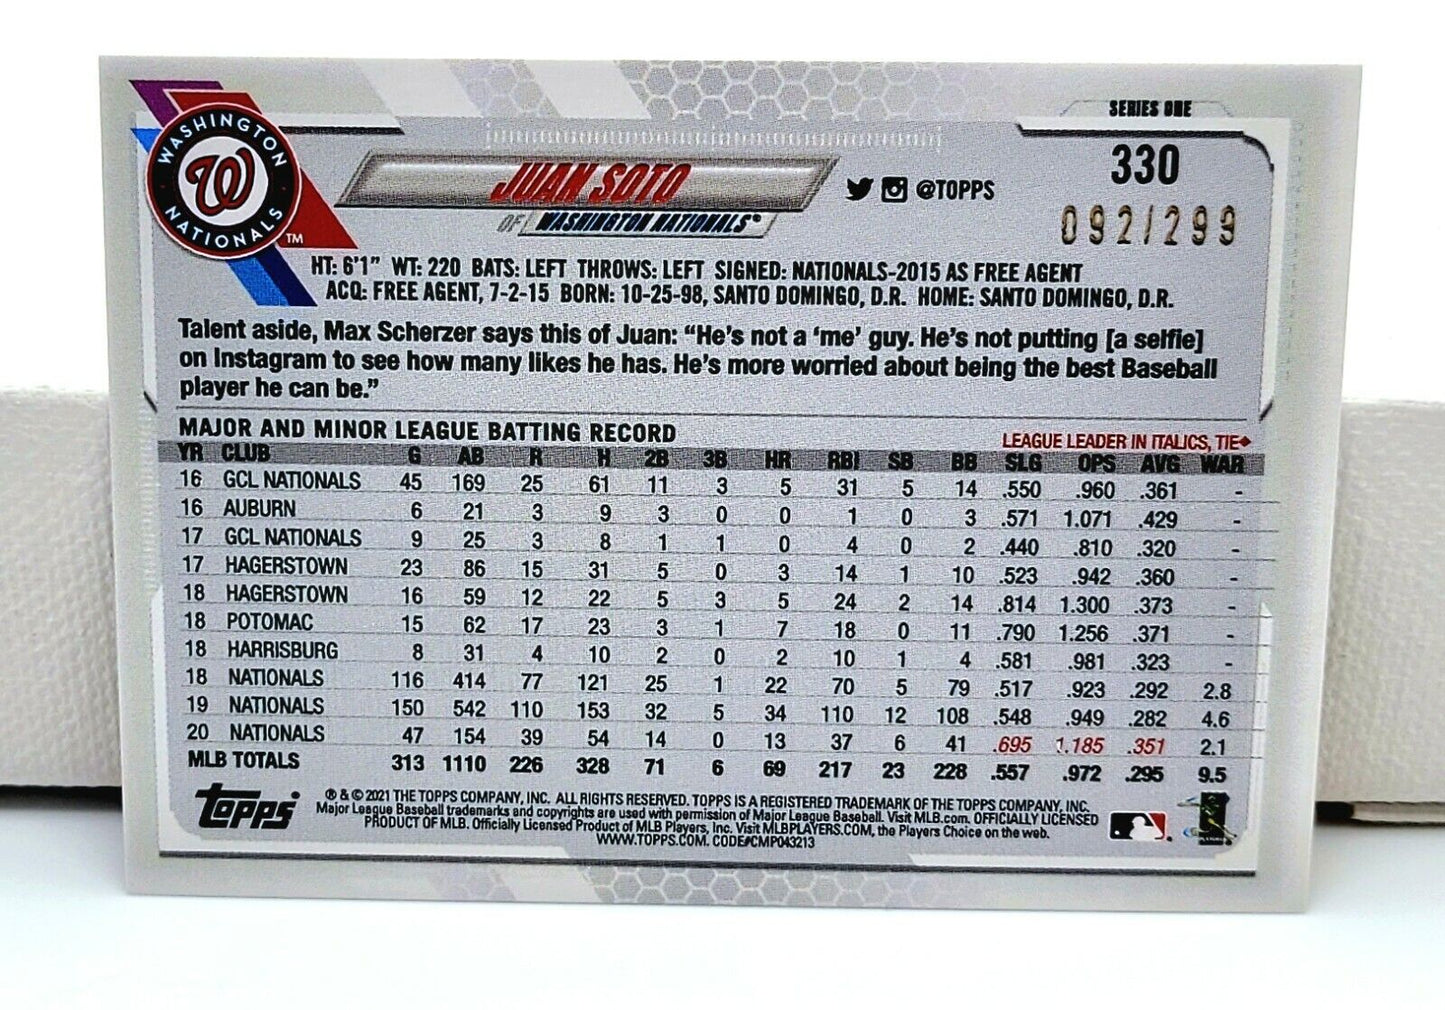 SERIES ONE
WASHINGTON
W
NATIONALS
TM
JUAN SOTO
OF WASHINGTON NATIONALS®
@TOPPS
330
092/299
HT: 6'1" WT: 220 BATS: LEFT THROWS: LEFT SIGNED: NATIONALS-2015 AS FREE AGENT
ACQ: FREE AGENT, 7-2-15 BORN: 10-25-98, SANTO DOMINGO, D.R. HOME: SANTO DOMINGO, D.R.
Talent aside, Max Scherzer says this of Juan: “He’s not a ‘me’ guy. He’s not putting [a selfie]
on Instagram to see how many likes he has. He’s more worried about being the best Baseball
player he can be.”
MAJOR AND MINOR LEAGUE BATTING RECORD
LEAGUE LEADER IN ITALICS, TIE◆
YR CLUB G AB R H 2B 3B HR RBI SB BB SLG OPS AVG WAR
16 GCL NATIONALS 45 169 25 61 11 3 5 31 5 14 .550 .960 .361 -
16 AUBURN 6 21 3 9 3 0 0 1 0 3 .571 1.071 .429 -
17 GCL NATIONALS 9 25 3 8 1 1 0 4 0 2 .440 .810 .320 -
17 HAGERSTOWN 23 86 15 31 5 0 3 14 1 10 .523 .942 .360 -
18 HAGERSTOWN 16 59 12 22 5 3 5 24 2 14 .814 1.300 .373 -
18 POTOMAC 15 62 17 23 3 1 7 18 0 11 .790 1.256 .371 -
18 HARRISBURG 8 31 4 10 2 0 2 10 1 4 .581 .981 .323 -
18 NATIONALS 116 414 77 121 25 1 22 70 5 79 .517 .923 .292 2.8
19 NATIONALS 150 542 110 153 32 5 34 110 12 108 .548 .949 .282 4.6
20 NATIONALS 47 154 39 54 14 0 13 37 6 41 .695 1.185 .351 2.1
MLB TOTALS 313 1110 226 328 71 6 69 217 23 228 .557 .972 .295 9.5
topps
® & © 2021 THE TOPPS COMPANY, INC. ALL RIGHTS RESERVED. TOPPS IS A REGISTERED TRADEMARK OF THE TOPPS COMPANY, INC.
Major League Baseball trademarks and copyrights are used with permission of Major League Baseball. Visit MLB.com. OFFICIALLY LICENSED
PRODUCT OF MLB. Officially Licensed Product of MLB Players, Inc. Visit MLBPLAYERS.COM, the Players Choice on the web.
WWW.TOPPS.COM. CODE#CMP043213